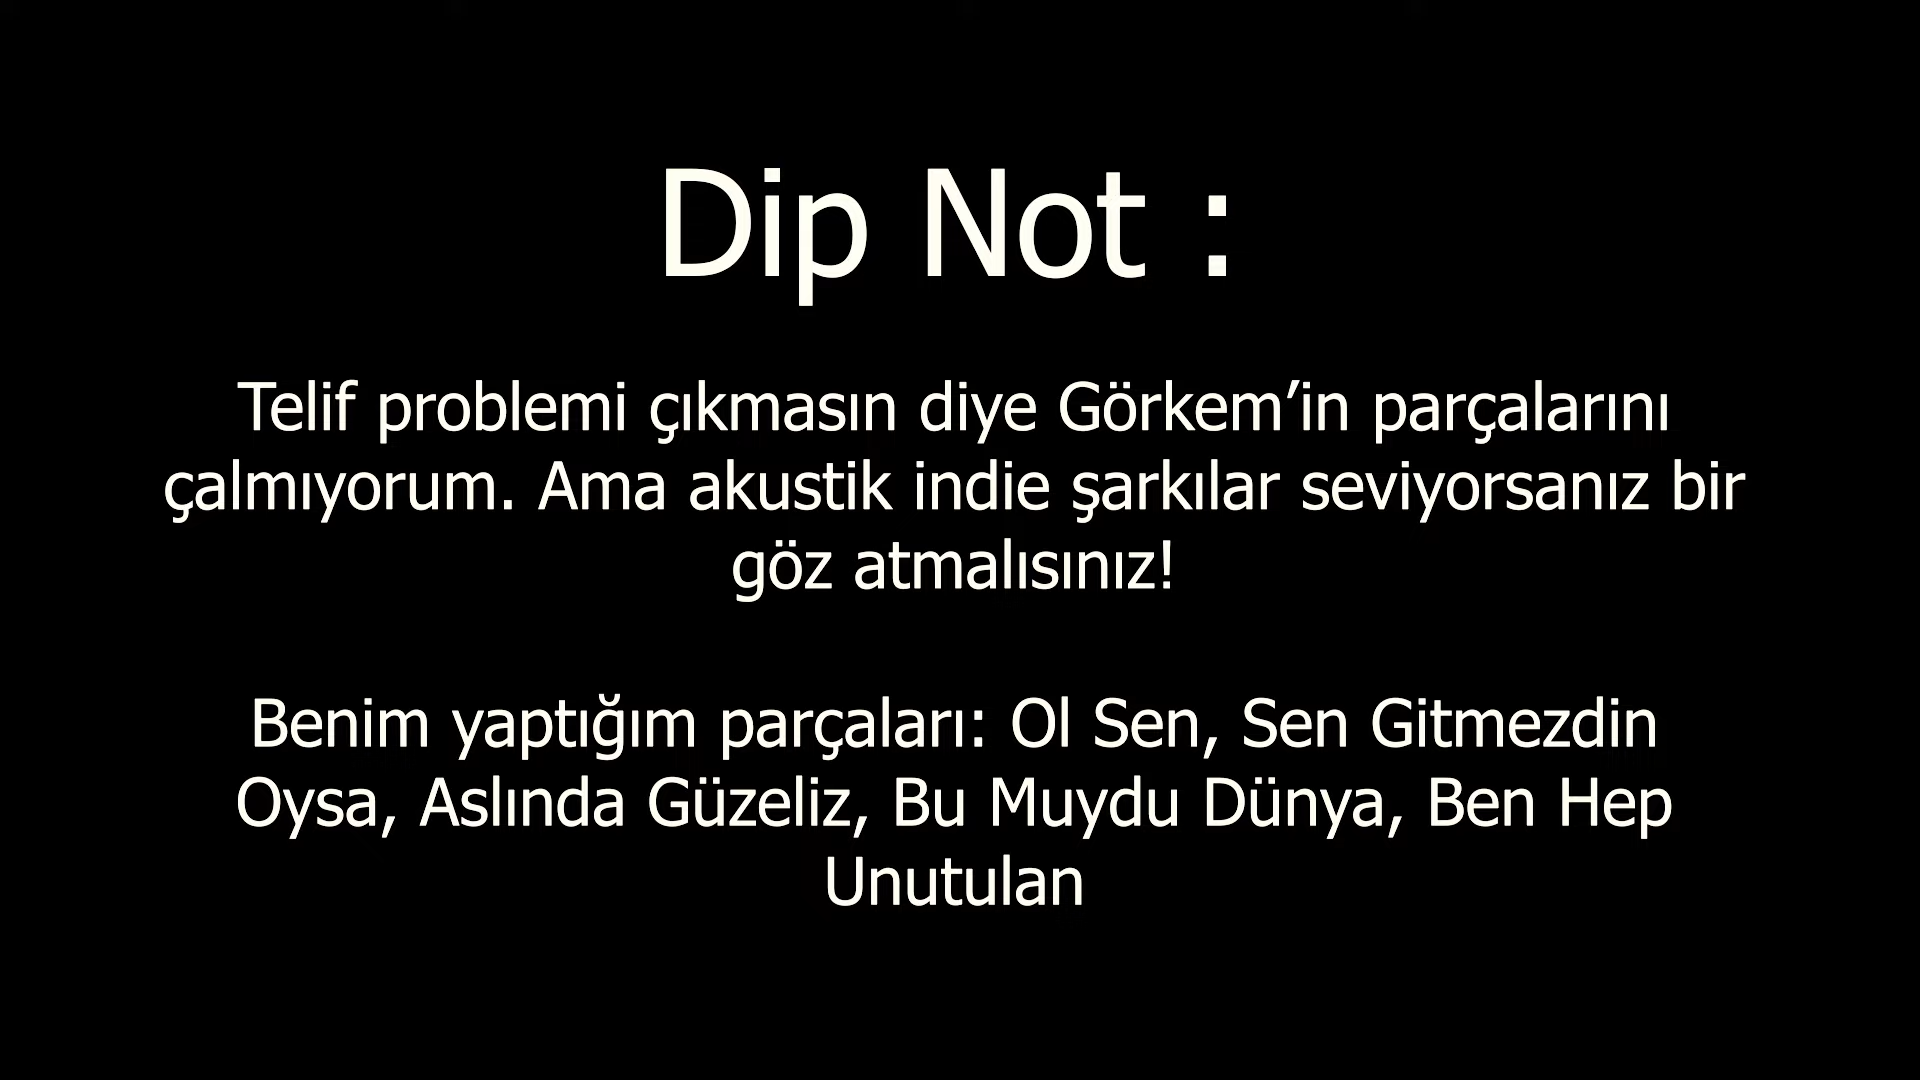 Dip Not :
Telif problemi çıkmasın diye Görkem’in parçalarını
çalmıyorum. Ama akustik indie şarkılar seviyorsanız bir
göz atmalısınız!
Benim yaptığım parçaları: Ol Sen, Sen Gitmezdin
Oysa, Aslında Güzeliz, Bu Muydu Dünya, Ben Hep
Unutulan